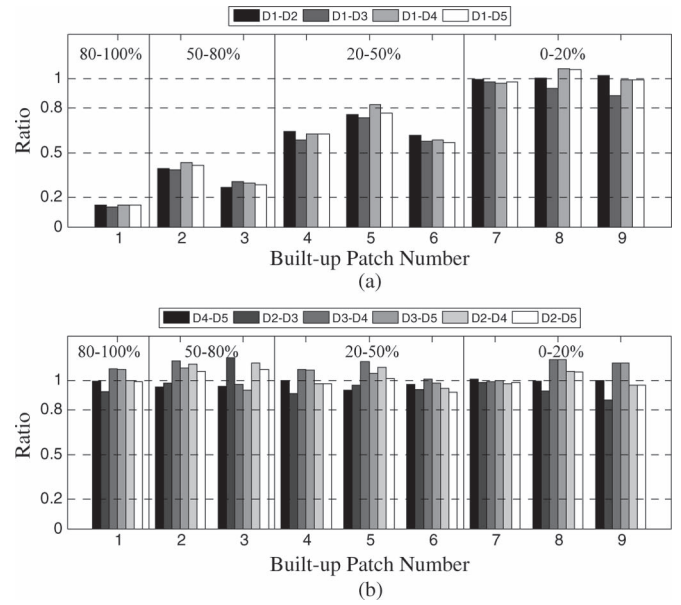 D1-D2 D1-D3 D1-D4 D1-D5
80-100% 50-80% 20-50% 0-20%
1
0.8
0.5
0.2
0
Ratio
1 2 3 4 5 6 7 8 9
Built-up Patch Number
(a)
D4-D5 D2-D3 D3-D4 D3-D5 D2-D4 D2-D5
80-100% 50-80% 20-50% 0-20%
1
0.8
0.5
0.2
0
Ratio
1 2 3 4 5 6 7 8 9
Built-up Patch Number
(b)